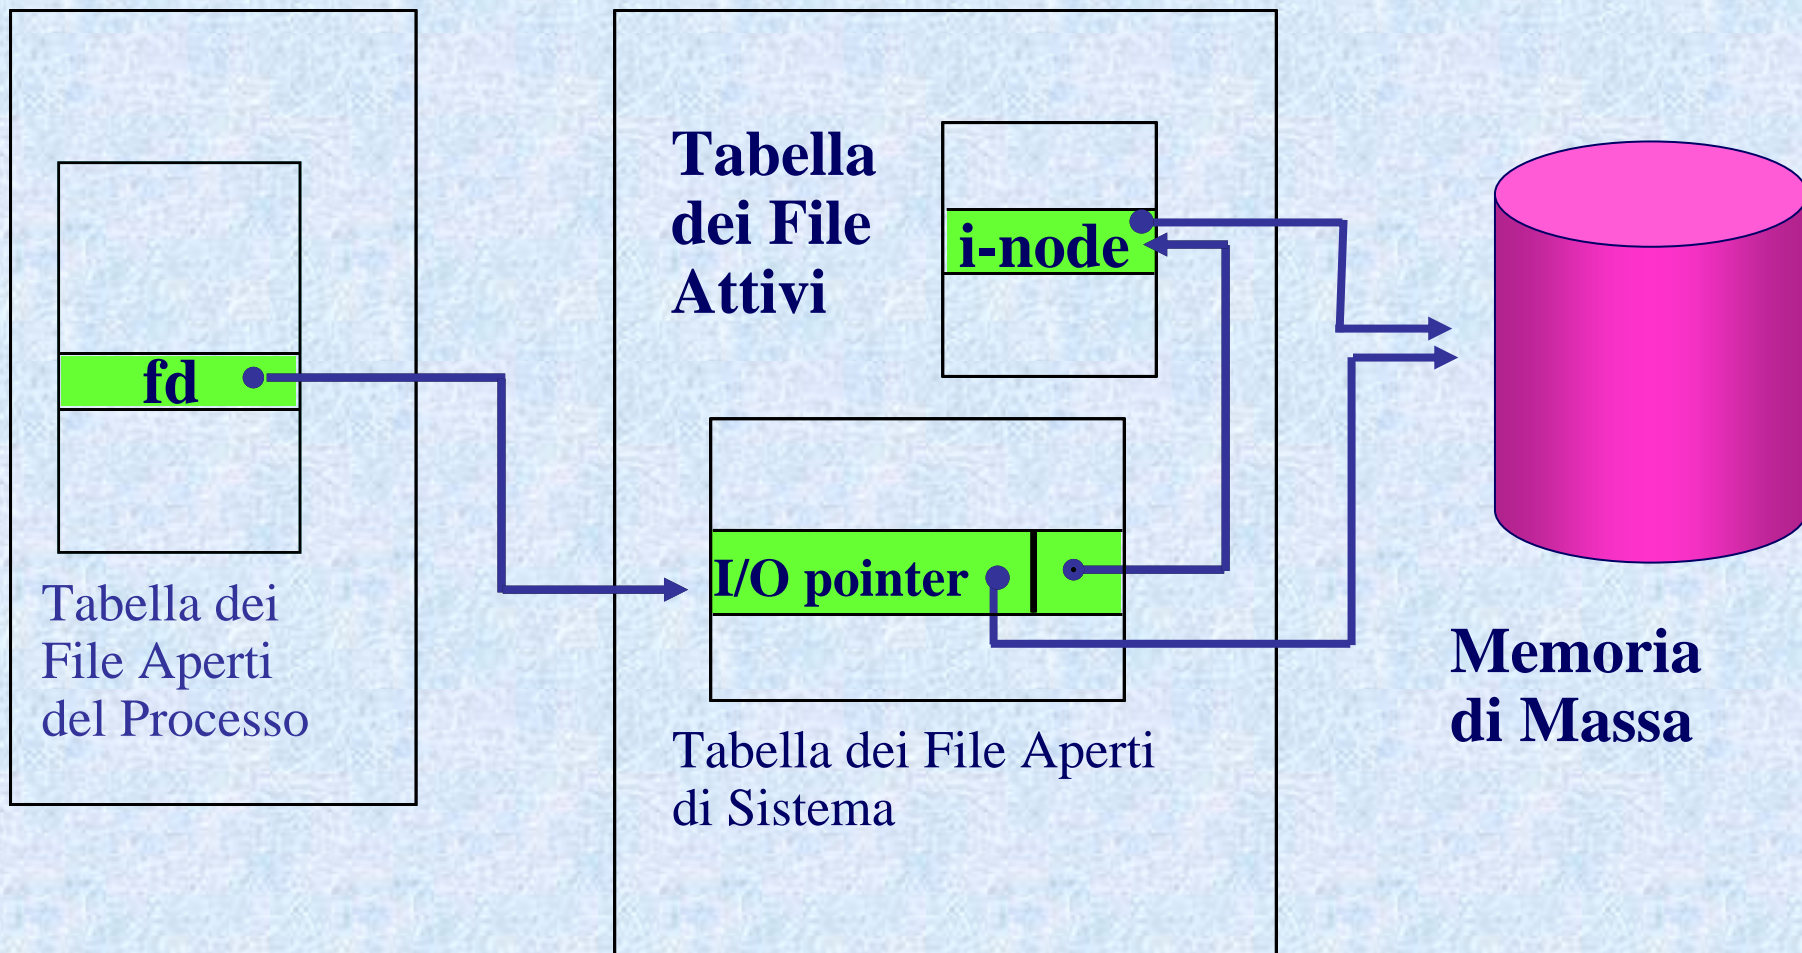 fd
Tabella dei
File Aperti
del Processo
Tabella
dei File
Attivi
i-node
I/O pointer
Tabella dei File Aperti
di Sistema
Memoria
di Massa